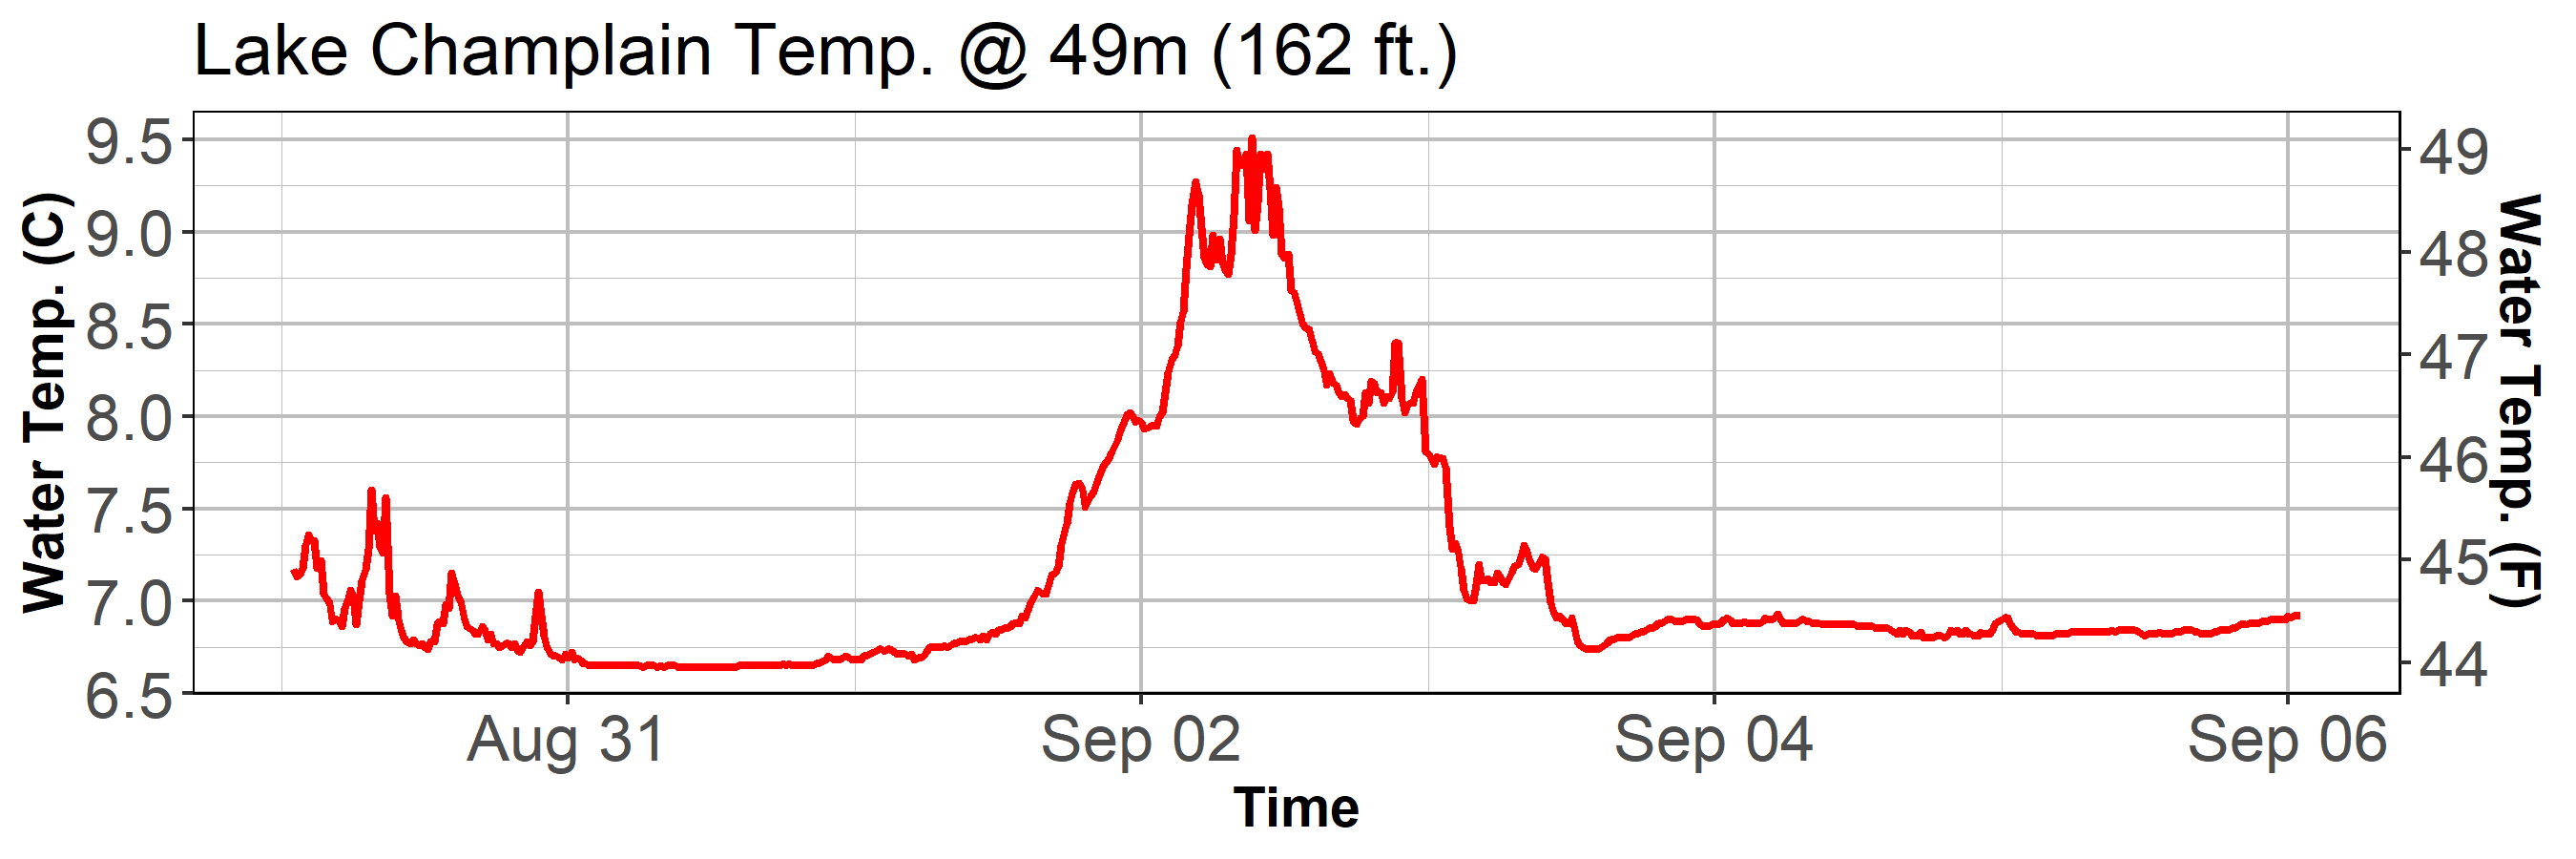 Lake Champlain Temp. @ 49m (162 ft.)
Water Temp. (C)
9.5
9.0
8.5
8.0
7.5
7.0
6.5
49
48
47
46
45
44
Water Temp. (F)
Aug 31 Sep 02 Sep 04 Sep 06
Time